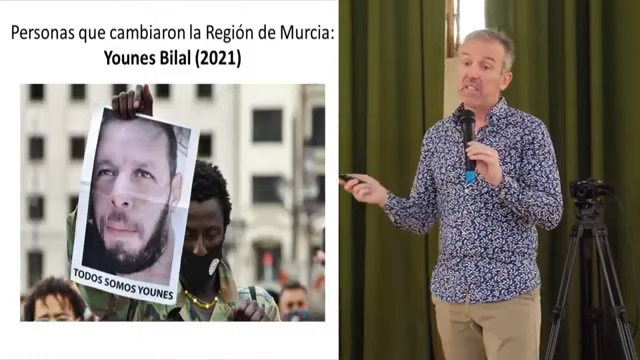 Personas que cambiaron la Región de Murcia:
Younes Bilal (2021)
TODOS SOMOS YOUNES